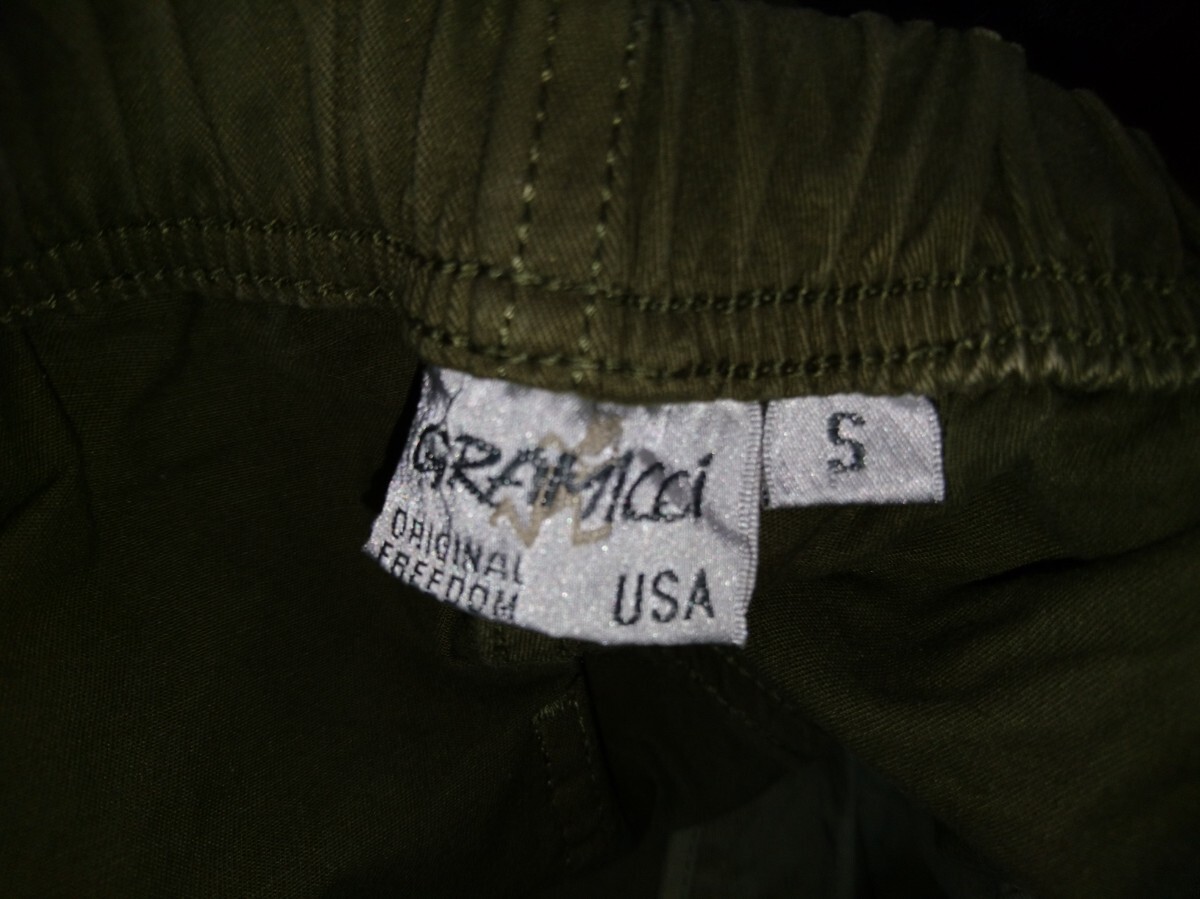 GRAMICCi
S
ORIGINAL
FREEDOM
USA